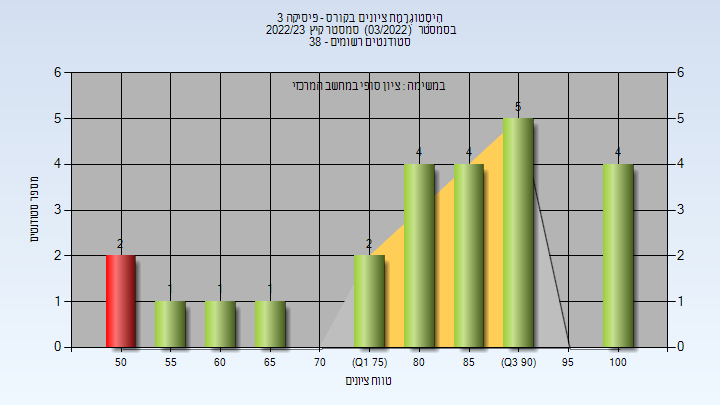 היסטוגרמת ציונים בקורס - פיסיקה 3
בסמסטר (03/2022) סמסטר קיץ 2022/23
סטודנטים רשומים - 38
במשימה : ציון סופי במחשב המרכזי
מספר סטודנטים
6 6
5 5
4 4
3 3
2 2
1 1
0 0
2 1 1 1 2 4 4 5 4
50 55 60 65 70 (Q1 75) 80 85 (Q3 90) 95 100
טווח ציונים